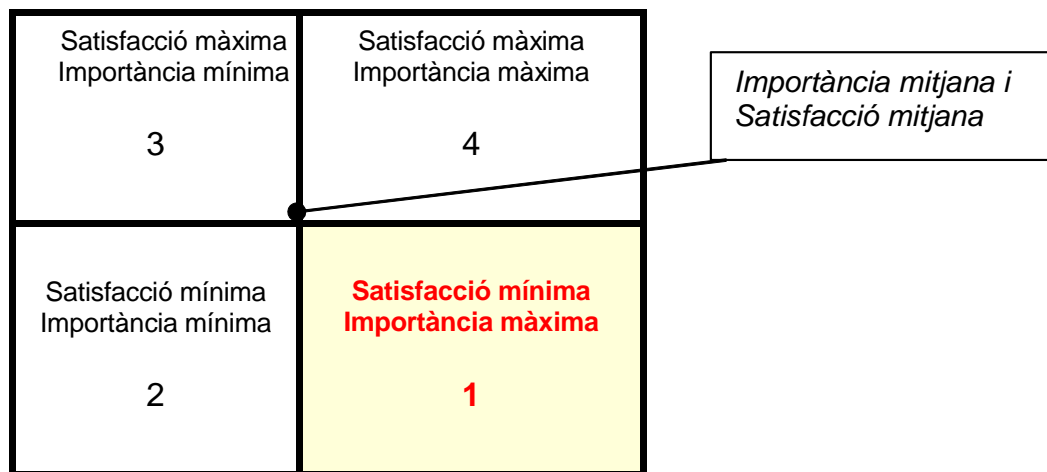 Satisfacció màxima
Importància mínima
3
Satisfacció màxima
Importància màxima
4
Importància mitjana i
Satisfacció mitjana
Satisfacció mínima
Importància mínima
2
Satisfacció mínima
Importància màxima
1